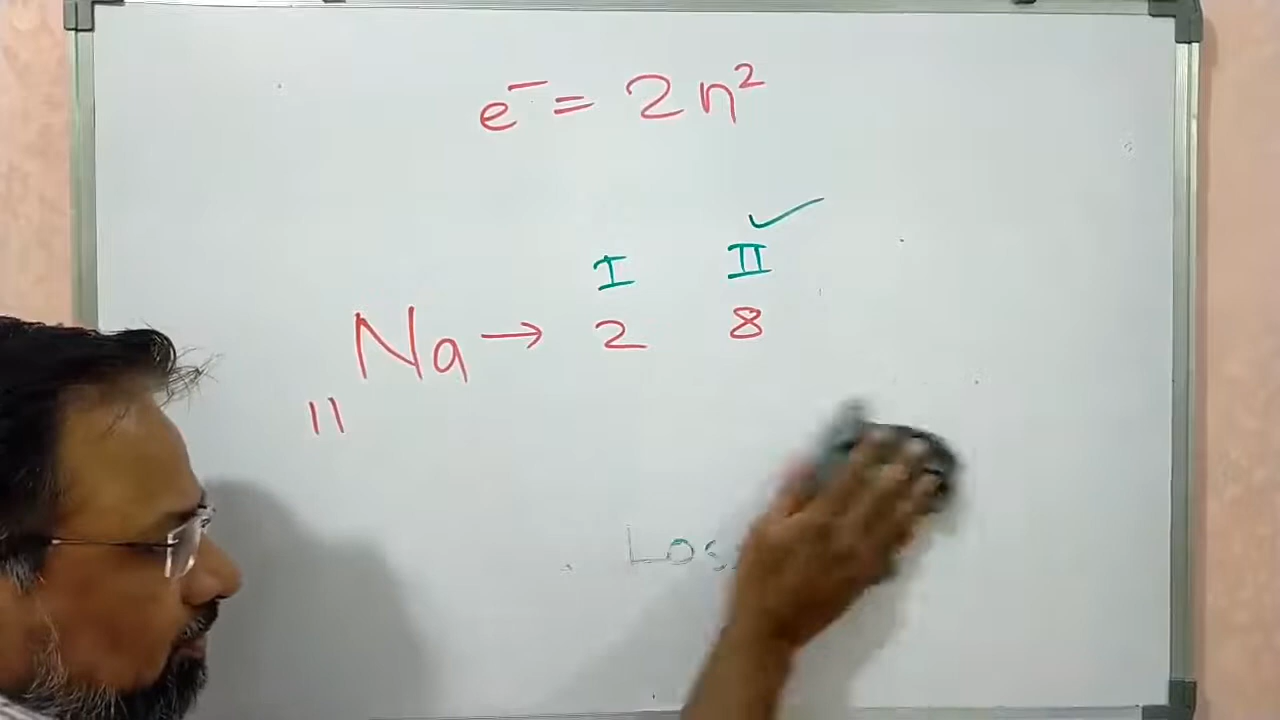 e⁻ = 2n²
I II ✓
Na → 2 8
11